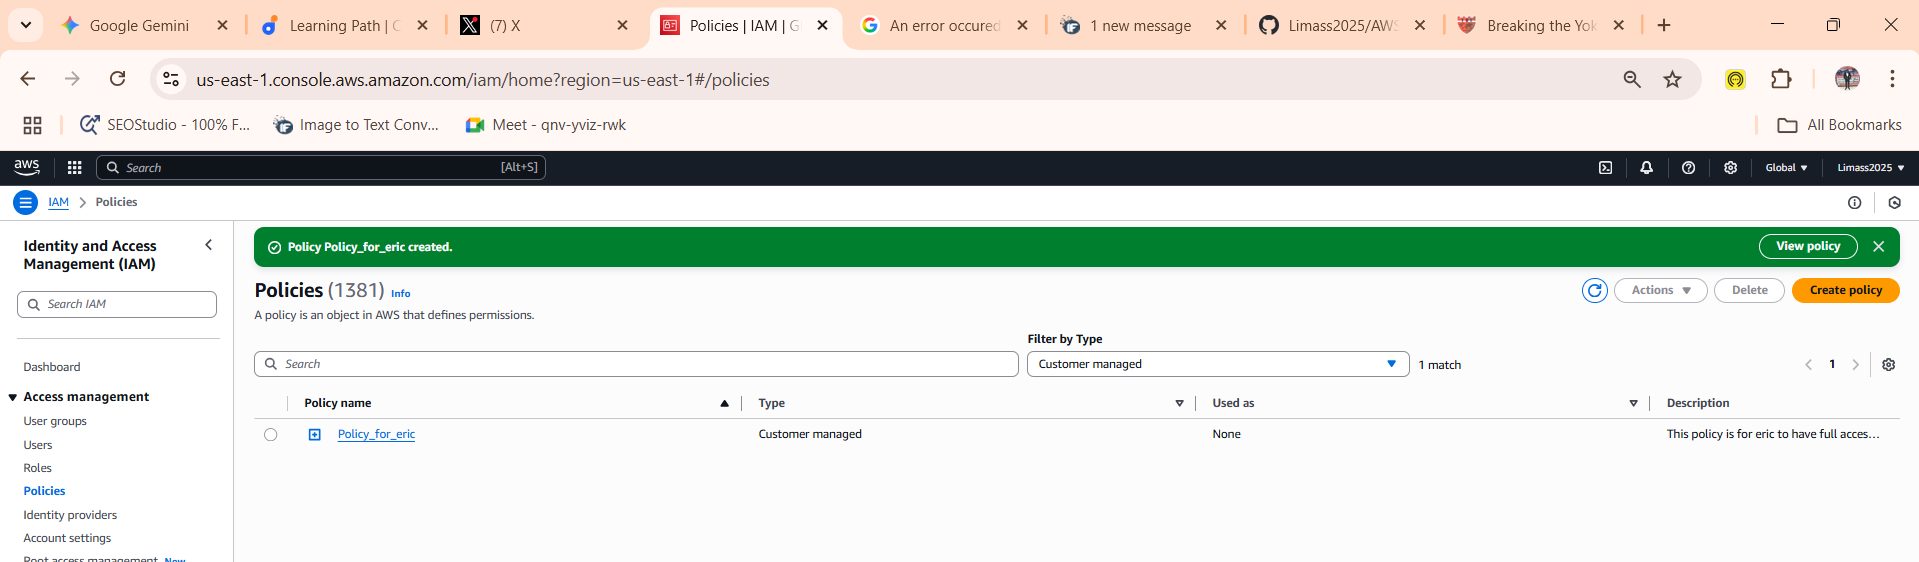 Google Gemini
Learning Path | C
(7) X
Policies | IAM | G
An error occured
1 new message
Limass2025/AWS
Breaking the Yok
us-east-1.console.aws.amazon.com/iam/home?region=us-east-1#/policies
SEOStudio - 100% F...
Image to Text Conv...
Meet - qnv-yviz-rwk
All Bookmarks
aws
Search
[Alt+S]
Global
Limass2025
IAM
Policies
Identity and Access
Management (IAM)
Search IAM
Dashboard
Access management
User groups
Users
Roles
Policies
Identity providers
Account settings
Root access management New
Policy Policy_for_eric created.
View policy
Policies (1381) Info
A policy is an object in AWS that defines permissions.
Actions
Delete
Create policy
Filter by Type
Search
Customer managed
1 match
1
Policy name
Type
Used as
Description
Policy_for_eric
Customer managed
None
This policy is for eric to have full acces...